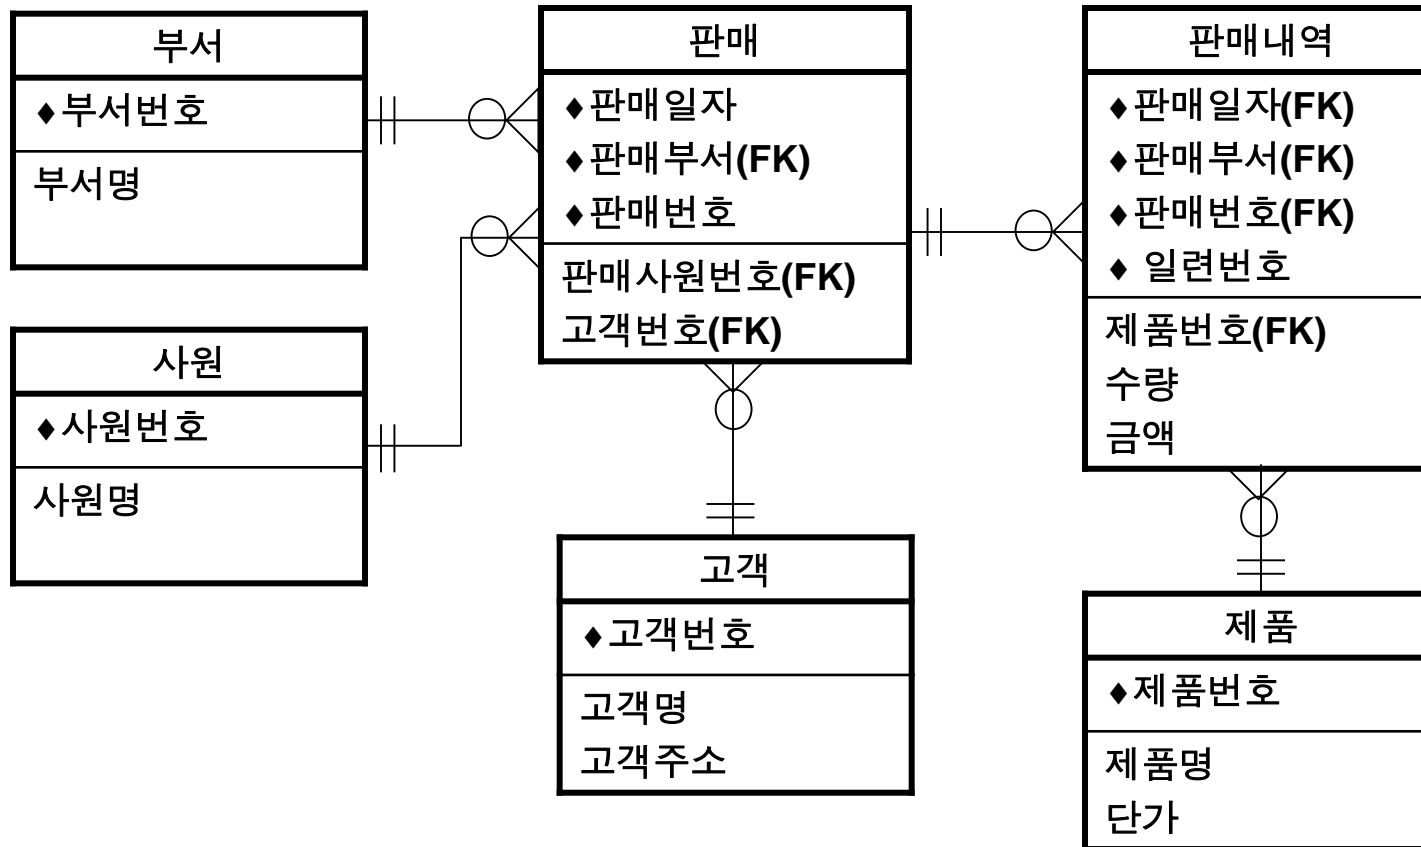 부서
♦부서번호
부서명
사원
♦사원번호
사원명
판매
♦판매일자
♦판매부서(FK)
♦판매번호
판매사원번호(FK)
고객번호(FK)
고객
♦고객번호
고객명
고객주소
판매내역
♦판매일자(FK)
♦판매부서(FK)
♦판매번호(FK)
♦ 일련번호
제품번호(FK)
수량
금액
제품
♦제품번호
제품명
단가